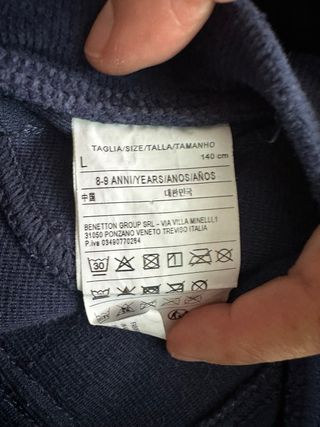 TAGLIA/SIZE/TALLA/TAMANHO
L 140 cm
8-9 ANNI/YEARS/ANOS/AÑOS
中国 대한민국
BENETTON GROUP SRL - VIA VILLA MINELLI,1
31050 PONZANO VENETO TREVISO ITALIA
P.iva 03490770264
30